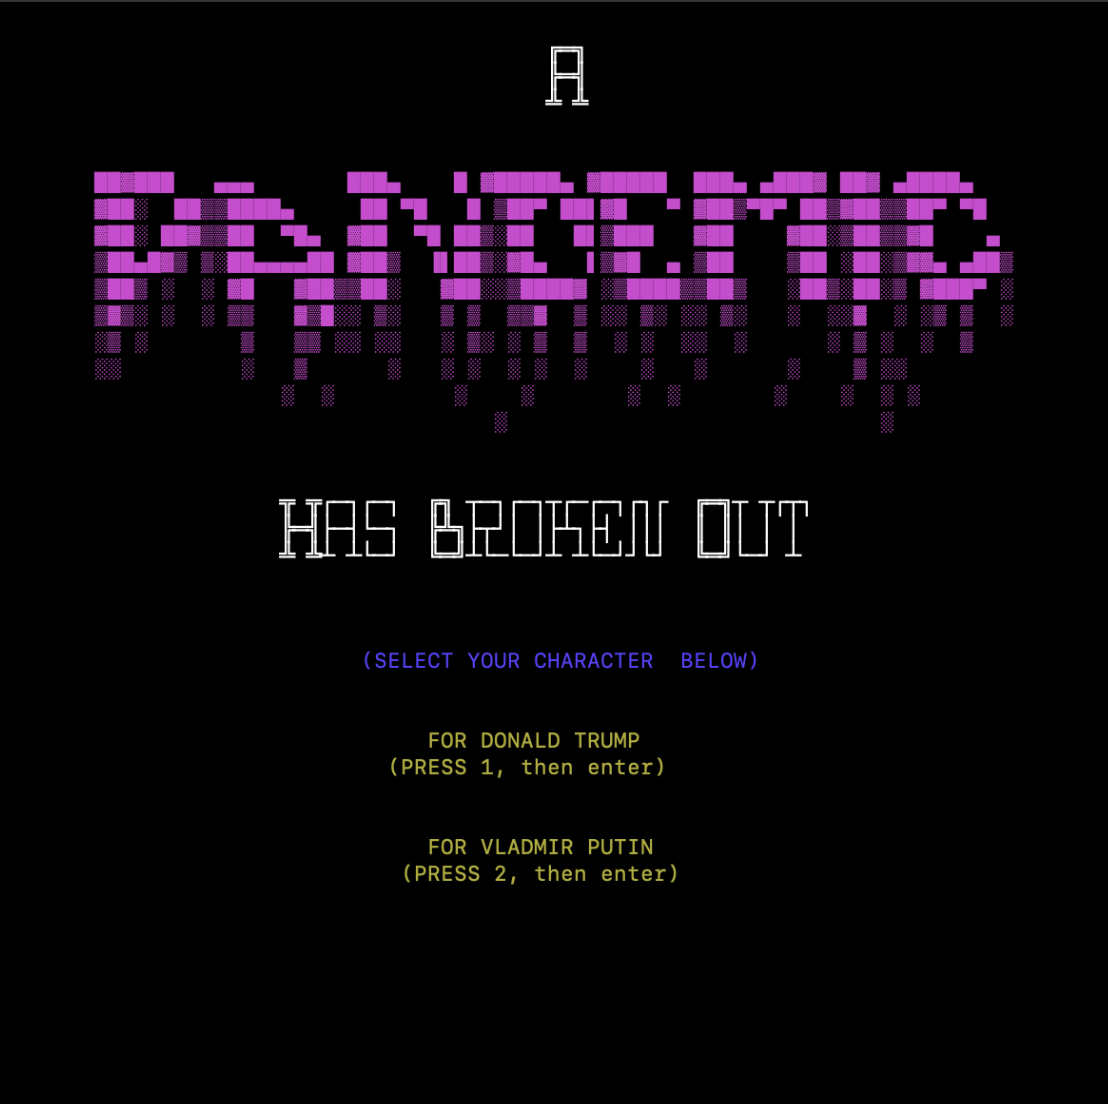 A
PANDEMIC
HAS BROKEN OUT
(SELECT YOUR CHARACTER  BELOW)
FOR DONALD TRUMP
(PRESS 1, then enter)
FOR VLADMIR PUTIN
(PRESS 2, then enter)